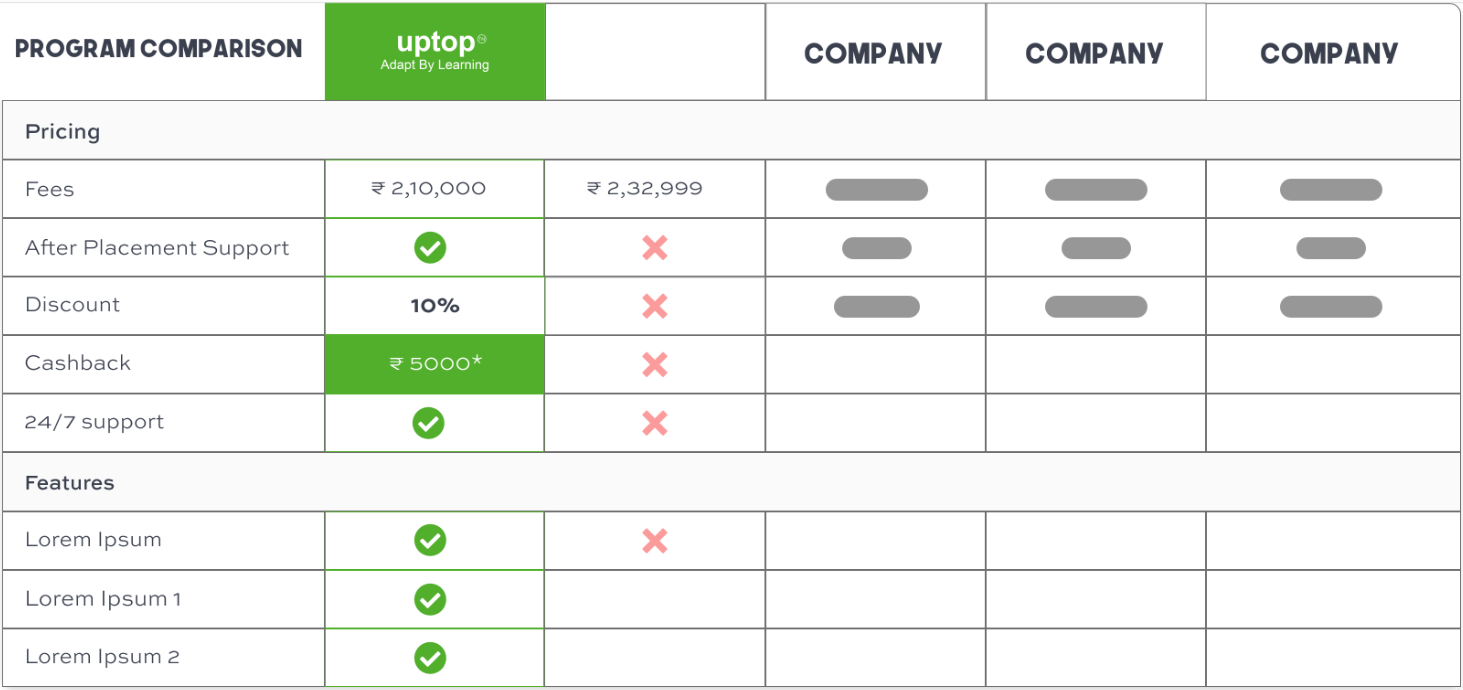 PROGRAM COMPARISON
uptop
Adapt By Learning
COMPANY
COMPANY
COMPANY
Pricing
Fees
₹ 2,10,000
₹ 2,32,999
After Placement Support
Discount
10%
Cashback
₹ 5000*
24/7 support
Features
Lorem Ipsum
Lorem Ipsum 1
Lorem Ipsum 2